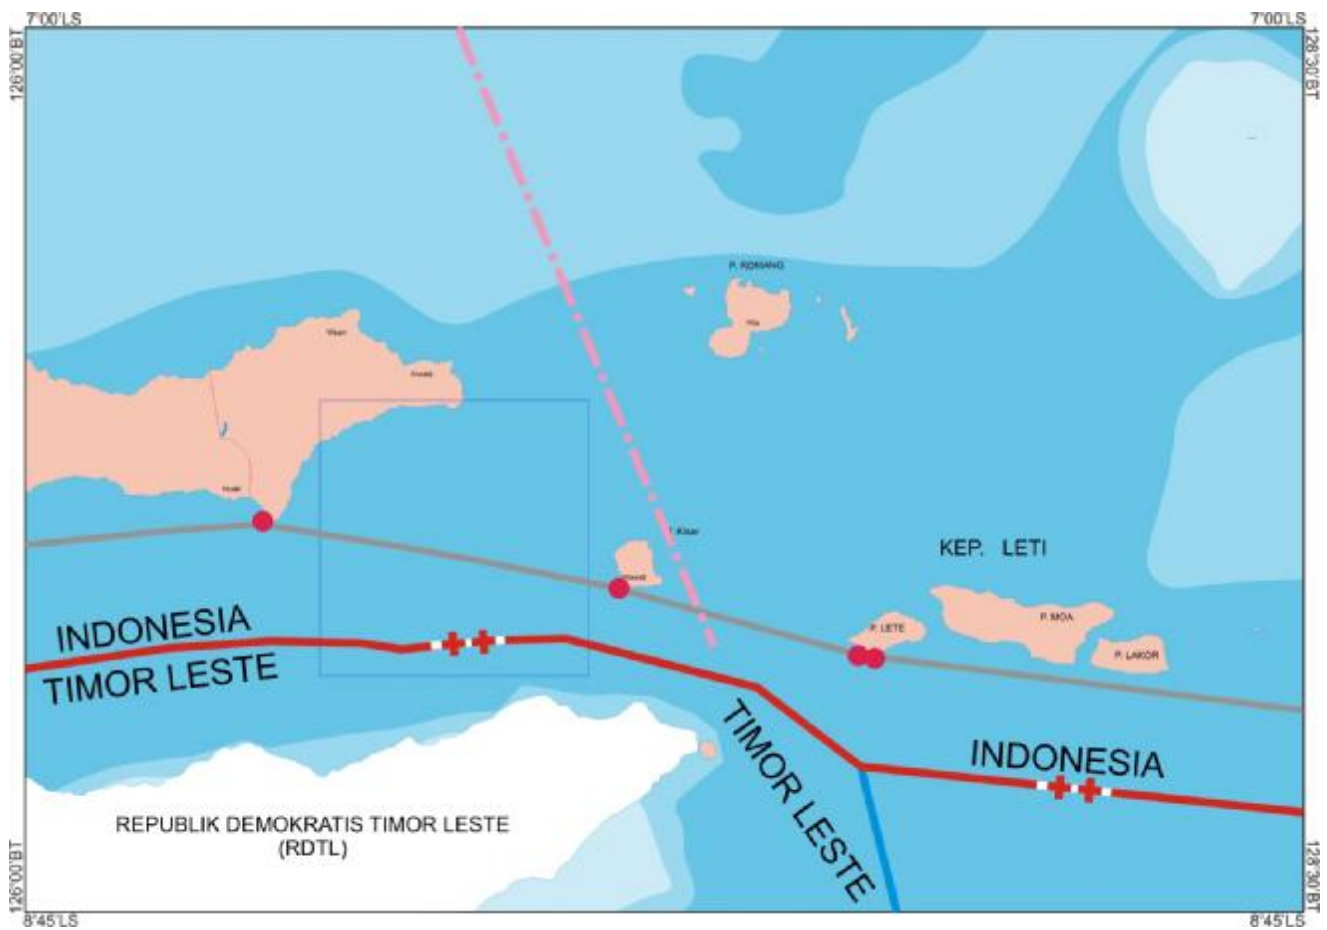 7°00'LS
7°00'LS
126°00'BT
128°30'BT
P. ROMANG
Hila
KEP. LETI
P. MOA
P. LETE
P. LAKOR
INDONESIA
TIMOR LESTE
TIMOR LESTE
INDONESIA
REPUBLIK DEMOKRATIS TIMOR LESTE
(RDTL)
126°00'BT
128°30'BT
8°45'LS
8°45'LS